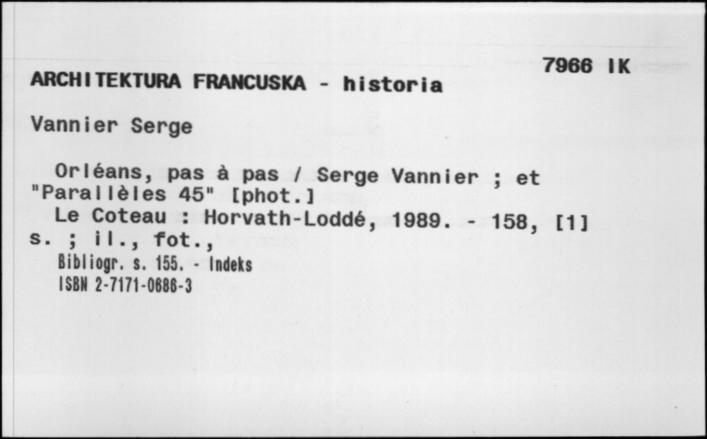 7966 IK
ARCHITEKTURA FRANCUSKA - historia
Vannier Serge
Orléans, pas à pas / Serge Vannier ; et
"Parallèles 45" [phot.]
Le Coteau : Horvath-Loddé, 1989. - 158, [1]
s. ; il., fot.,
Bibliogr. s. 155. - Indeks
ISBN 2-7171-0686-3